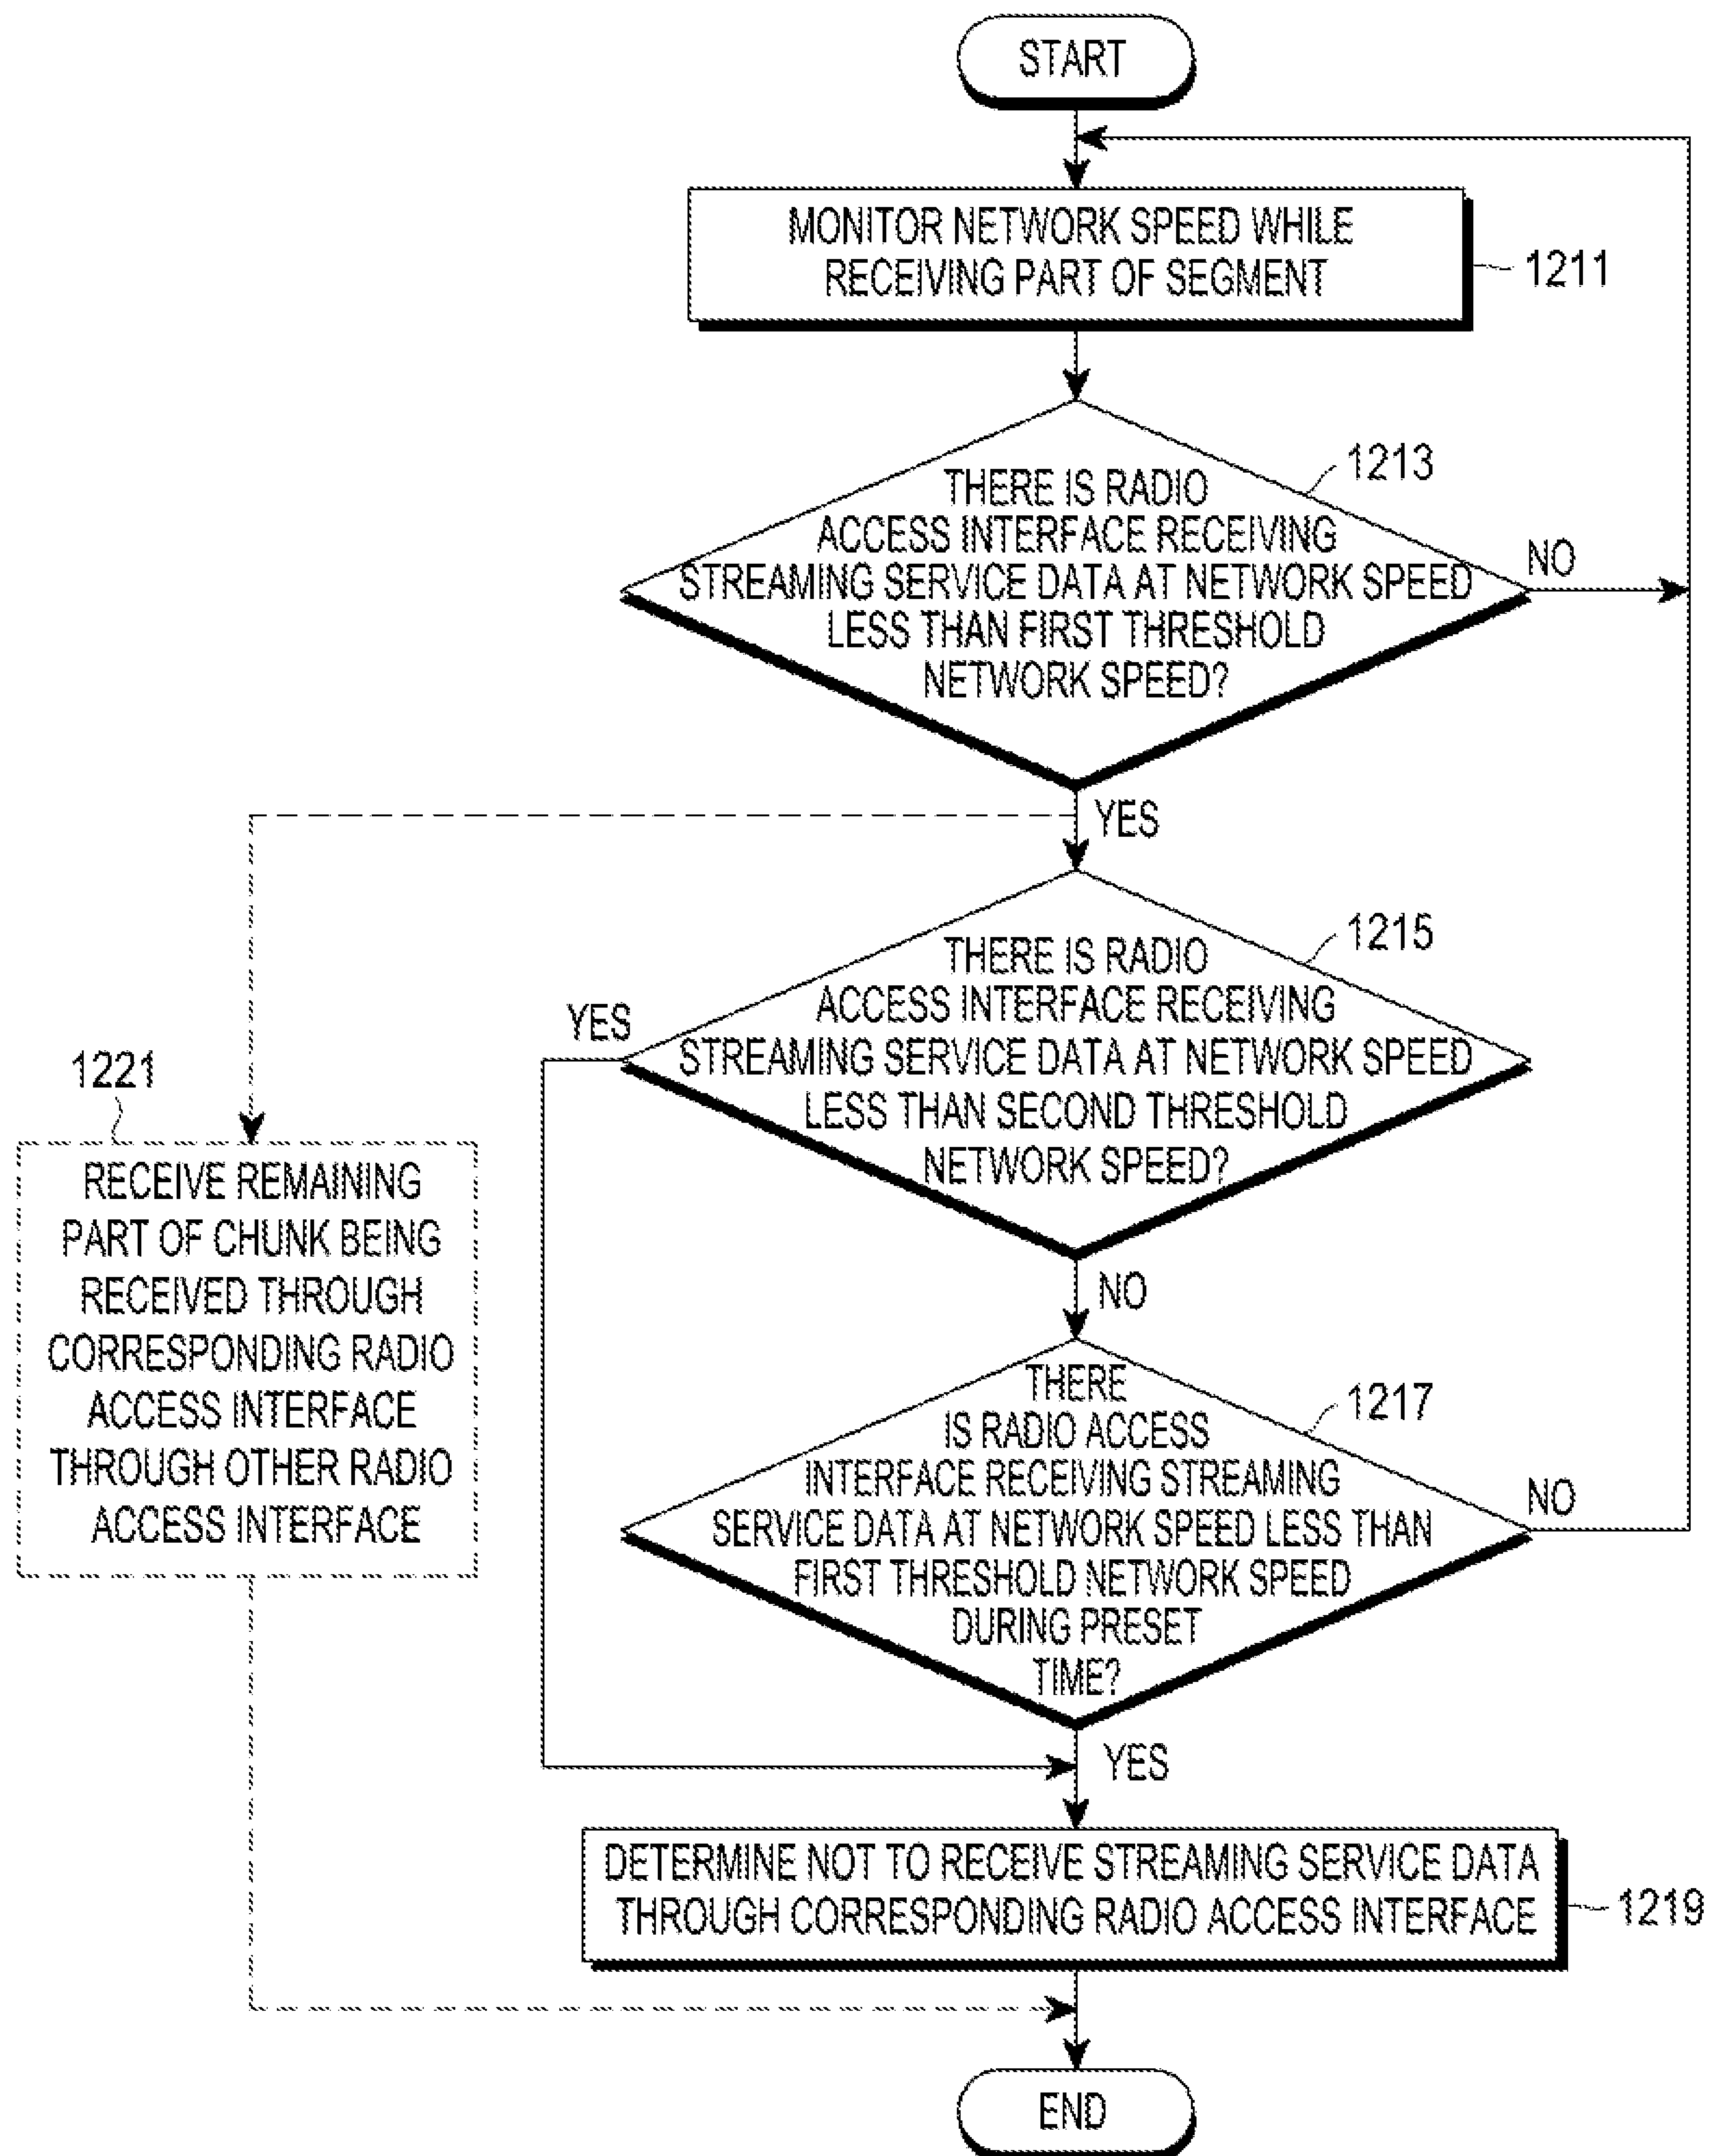 START
MONITOR NETWORK SPEED WHILE
RECEIVING PART OF SEGMENT
1211
1213
THERE IS RADIO
ACCESS INTERFACE RECEIVING
STREAMING SERVICE DATA AT NETWORK SPEED
LESS THAN FIRST THRESHOLD
NETWORK SPEED?
NO
YES
1215
THERE IS RADIO
ACCESS INTERFACE RECEIVING
STREAMING SERVICE DATA AT NETWORK SPEED
LESS THAN SECOND THRESHOLD
NETWORK SPEED?
YES
NO
1221
RECEIVE REMAINING
PART OF CHUNK BEING
RECEIVED THROUGH
CORRESPONDING RADIO
ACCESS INTERFACE
THROUGH OTHER RADIO
ACCESS INTERFACE
1217
THERE
IS RADIO ACCESS
INTERFACE RECEIVING STREAMING
SERVICE DATA AT NETWORK SPEED LESS THAN
FIRST THRESHOLD NETWORK SPEED
DURING PRESET
TIME?
NO
YES
DETERMINE NOT TO RECEIVE STREAMING SERVICE DATA
THROUGH CORRESPONDING RADIO ACCESS INTERFACE
1219
END